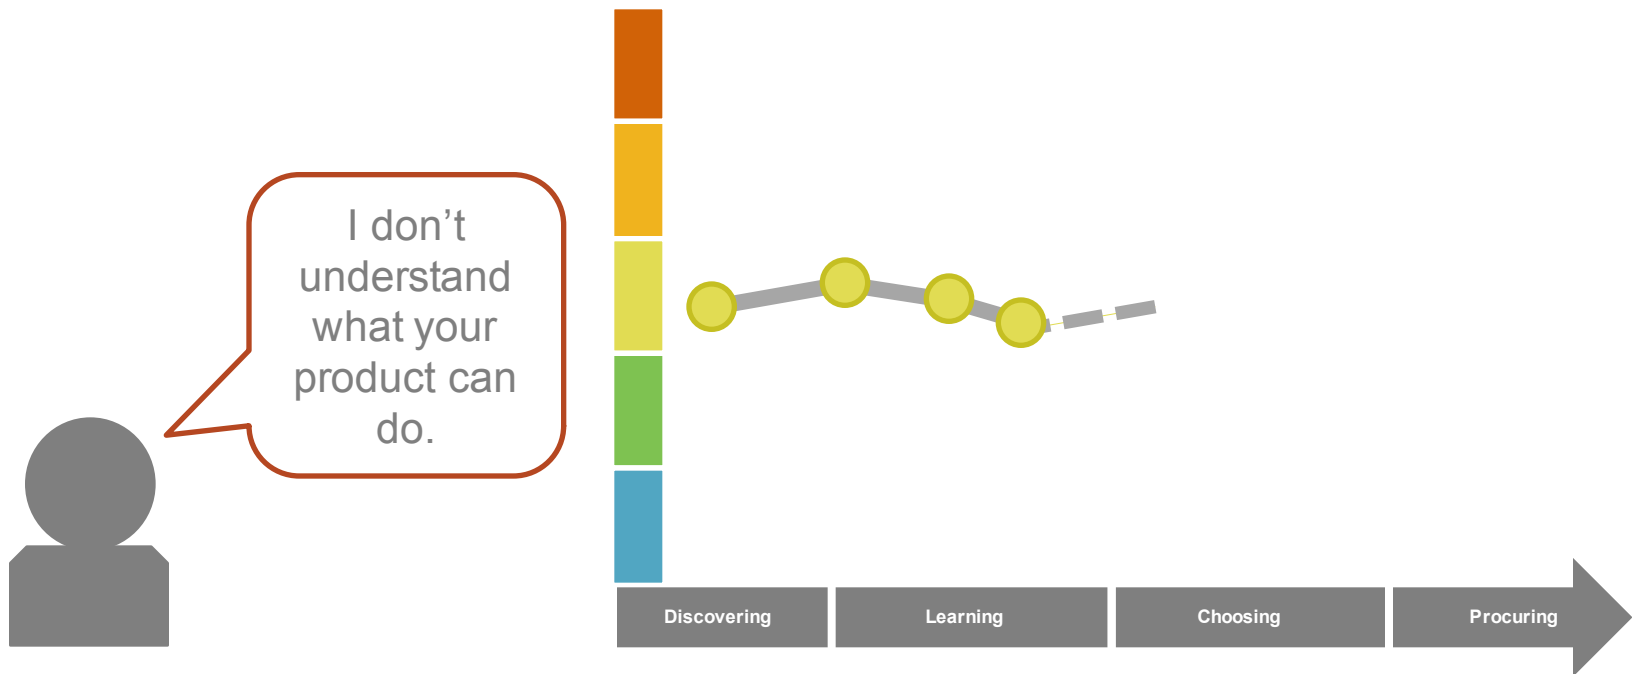 I don’t
understand
what your
product can
do.
Discovering
Learning
Choosing
Procuring